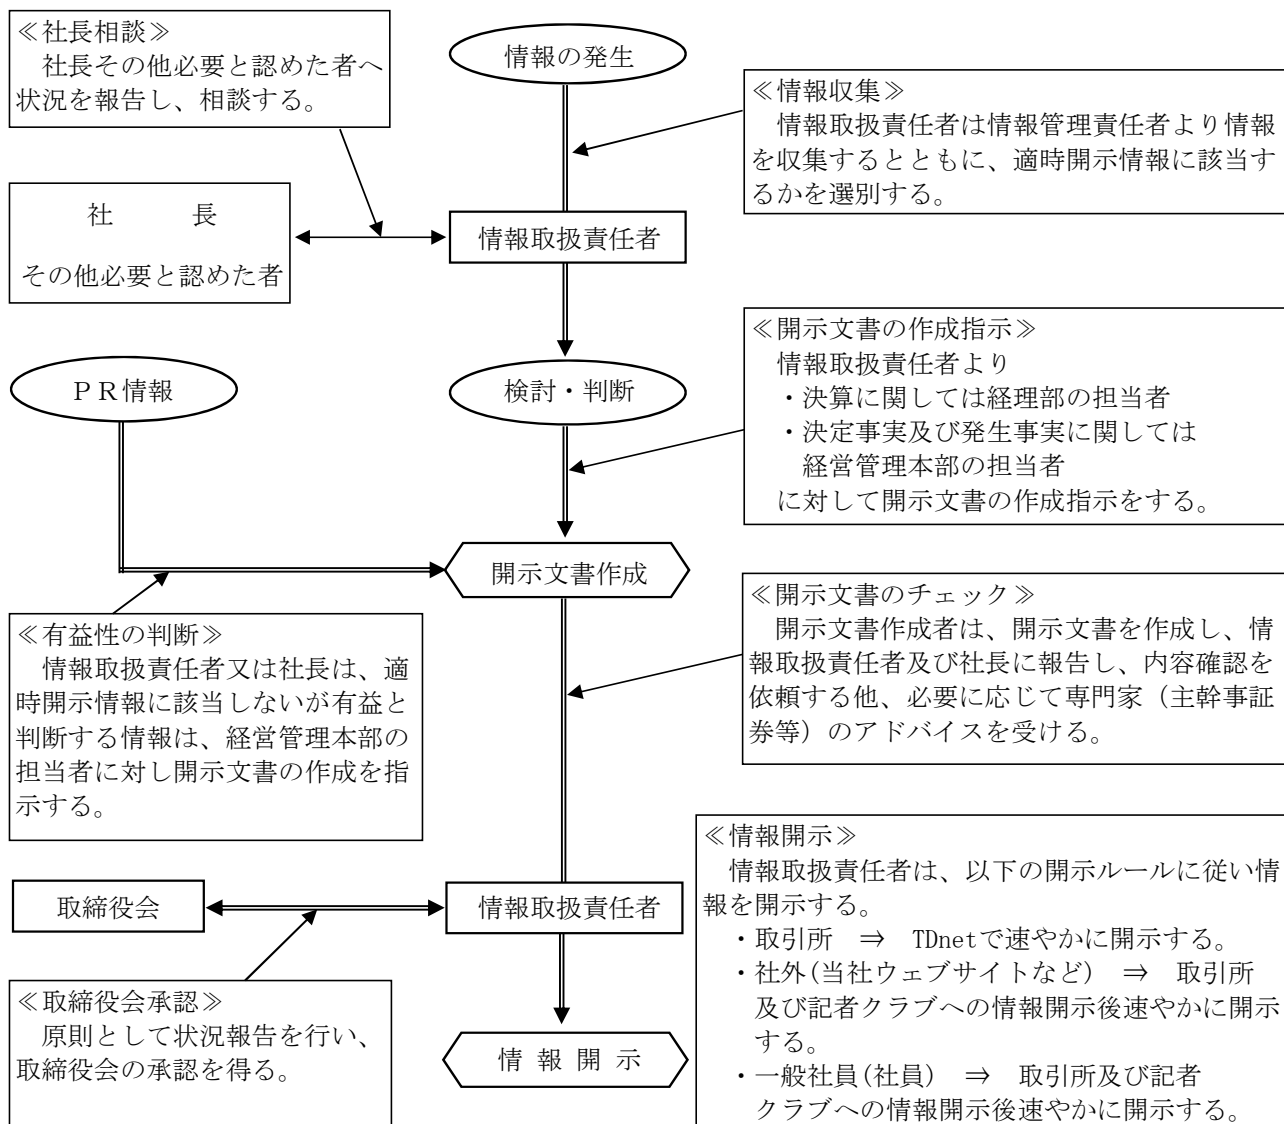 ≪社長相談≫
社長その他必要と認めた者へ
状況を報告し、相談する。
情報の発生
≪情報収集≫
情報取扱責任者は情報管理責任者より情報
を収集するとともに、適時開示情報に該当す
るかを選別する。
社　　　長
その他必要と認めた者
情報取扱責任者
≪開示文書の作成指示≫
情報取扱責任者より
・決算に関しては経理部の担当者
・決定事実及び発生事実に関しては
経営管理本部の担当者
に対して開示文書の作成指示をする。
ＰＲ情報
検討・判断
開示文書作成
≪開示文書のチェック≫
開示文書作成者は、開示文書を作成し、情
報取扱責任者及び社長に報告し、内容確認を
依頼する他、必要に応じて専門家（主幹事証
券等）のアドバイスを受ける。
≪有益性の判断≫
情報取扱責任者又は社長は、適
時開示情報に該当しないが有益と
判断する情報は、経営管理本部の
担当者に対し開示文書の作成を指
示する。
取締役会
情報取扱責任者
≪情報開示≫
情報取扱責任者は、以下の開示ルールに従い情
報を開示する。
・取引所　⇒　TDnetで速やかに開示する。
・社外(当社ウェブサイトなど)　⇒　取引所
及び記者クラブへの情報開示後速やかに開示
する。
・一般社員(社員)　⇒　取引所及び記者
クラブへの情報開示後速やかに開示する。
≪取締役会承認≫
原則として状況報告を行い、
取締役会の承認を得る。
情 報 開 示